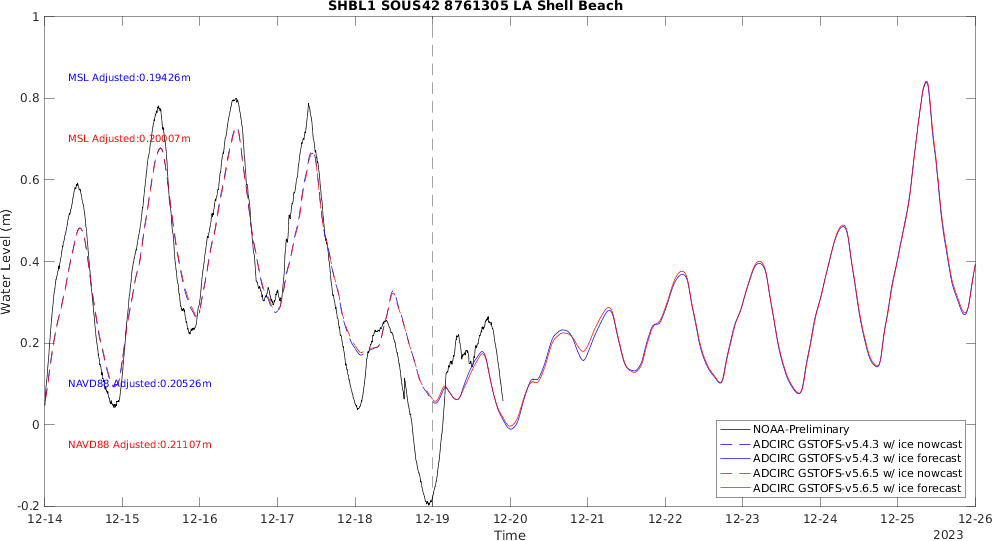 SHBL1 SOUS42 8761305 LA Shell Beach
1
0.8
0.6
0.4
0.2
0
-0.2
Water Level (m)
MSL Adjusted:0.19426m
MSL Adjusted:0.20007m
NAVD88 Adjusted:0.20526m
NAVD88 Adjusted:0.21107m
NOAA-Preliminary
ADCIRC GSTOFS-v5.4.3 w/ ice nowcast
ADCIRC GSTOFS-v5.4.3 w/ ice forecast
ADCIRC GSTOFS-v5.6.5 w/ ice nowcast
ADCIRC GSTOFS-v5.6.5 w/ ice forecast
12-14 12-15 12-16 12-17 12-18 12-19 12-20 12-21 12-22 12-23 12-24 12-25 12-26
Time
2023